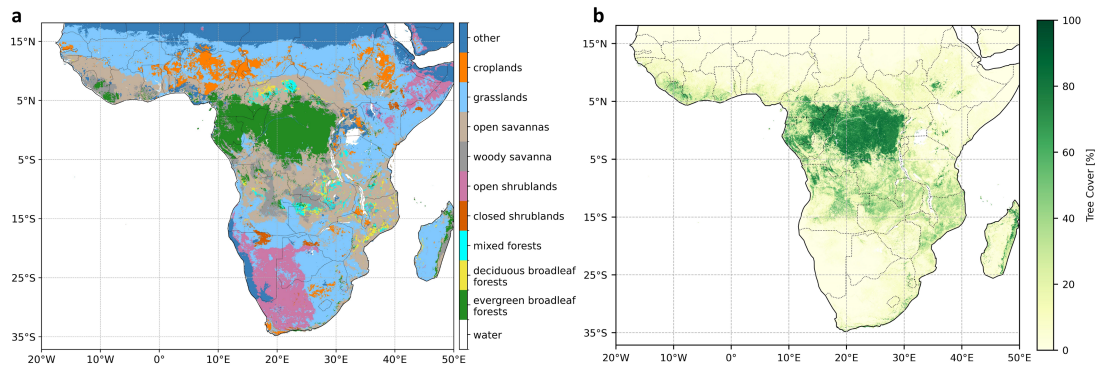 a
15°N
5°N
5°S
15°S
25°S
35°S
20°W
10°W
0°
10°E
20°E
30°E
40°E
50°E
other
croplands
grasslands
open savannas
woody savanna
open shrublands
closed shrublands
mixed forests
deciduous broadleaf
forests
evergreen broadleaf
forests
water
b
15°N
5°N
5°S
15°S
25°S
35°S
20°W
10°W
0°
10°E
20°E
30°E
40°E
50°E
100
80
60
40
20
0
Tree Cover [%]